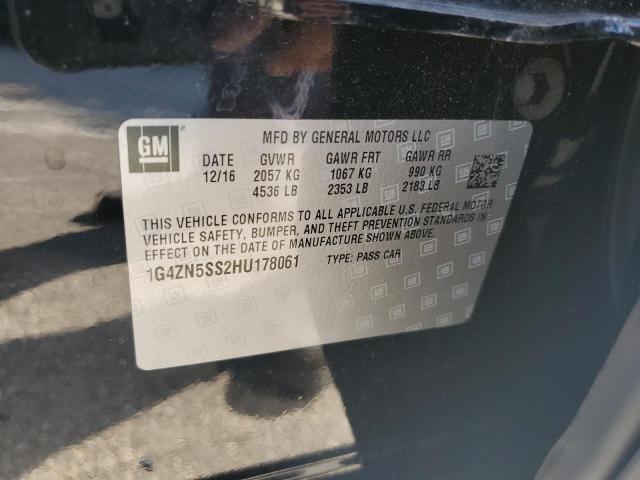 GM
MFD BY GENERAL MOTORS LLC
DATE GVWR GAWR FRT GAWR RR
12/16 2057 KG 1067 KG 990 KG
4536 LB 2353 LB 2183 LB
THIS VEHICLE CONFORMS TO ALL APPLICABLE U.S. FEDERAL MOTOR
VEHICLE SAFETY, BUMPER, AND THEFT PREVENTION STANDARDS IN
EFFECT ON THE DATE OF MANUFACTURE SHOWN ABOVE.
1G4ZN5SS2HU178061 TYPE: PASS CAR